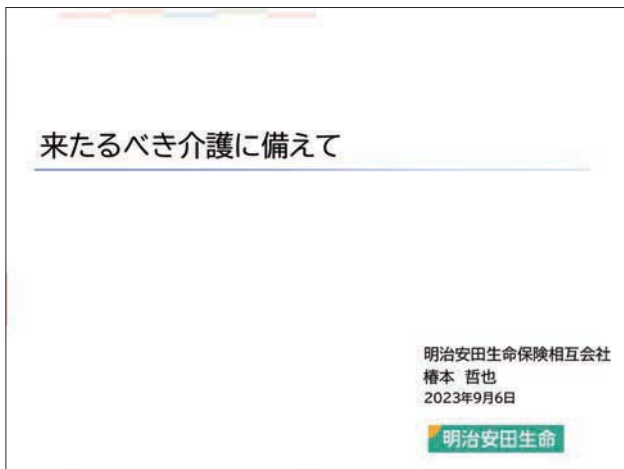 来たるべき介護に備えて
明治安田生命保険相互会社
椿本 哲也
2023年9月6日
明治安田生命